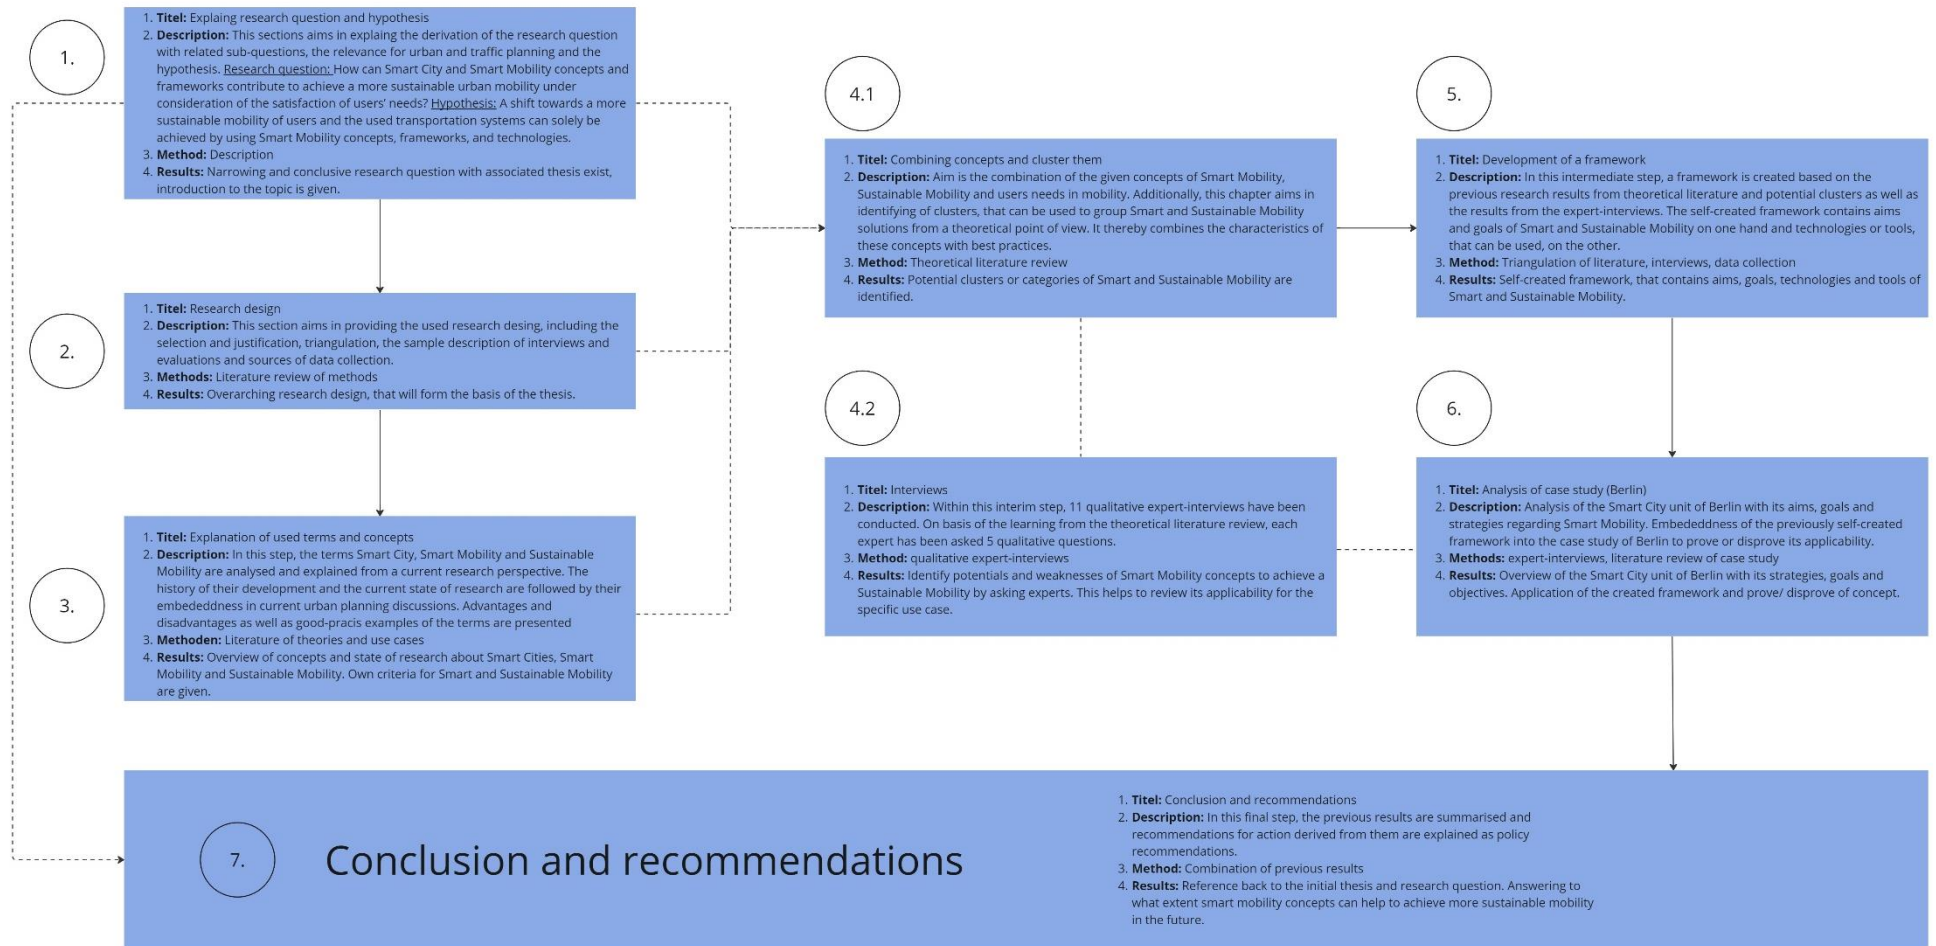 1.
1. Titel: Explaing research question and hypothesis
2. Description: This sections aims in explaing the derivation of the research question
with related sub-questions, the relevance for urban and traffic planning and the
hypothesis. Research question: How can Smart City and Smart Mobility concepts and
frameworks contribute to achieve a more sustainable urban mobility under
consideration of the satisfaction of users' needs? Hypothesis: A shift towards a more
sustainable mobility of users and the used transportation systems can solely be
achieved by using Smart Mobility concepts, frameworks, and technologies.
3. Method: Description
4. Results: Narrowing and conclusive research question with associated thesis exist,
introduction to the topic is given.
2.
1. Titel: Research design
2. Description: This section aims in providing the used research desing, including the
selection and justification, triangulation, the sample description of interviews and
evaluations and sources of data collection.
3. Methods: Literature review of methods
4. Results: Overarching research design, that will form the basis of the thesis.
3.
1. Titel: Explanation of used terms and concepts
2. Description: In this step, the terms Smart City, Smart Mobility and Sustainable
Mobility are analysed and explained from a current research perspective. The
history of their development and the current state of research are followed by their
embededdness in current urban planning discussions. Advantages and
disadvantages as well as good-pracis examples of the terms are presented
3. Methoden: Literature of theories and use cases
4. Results: Overview of concepts and state of research about Smart Cities, Smart
Mobility and Sustainable Mobility. Own criteria for Smart and Sustainable Mobility
are given.
4.1
1. Titel: Combining concepts and cluster them
2. Description: Aim is the combination of the given concepts of Smart Mobility,
Sustainable Mobility and users needs in mobility. Additionally, this chapter aims in
identifying of clusters, that can be used to group Smart and Sustainable Mobility
solutions from a theoretical point of view. It thereby combines the characteristics of
these concepts with best practices.
3. Method: Theoretical literature review
4. Results: Potential clusters or categories of Smart and Sustainable Mobility are
identified.
4.2
1. Titel: Interviews
2. Description: Within this interim step, 11 qualitative expert-interviews have been
conducted. On basis of the learning from the theoretical literature review, each
expert has been asked 5 qualitative questions.
3. Method: qualitative expert-interviews
4. Results: Identify potentials and weaknesses of Smart Mobility concepts to achieve a
Sustainable Mobility by asking experts. This helps to review its applicability for the
specific use case.
5.
1. Titel: Development of a framework
2. Description: In this intermediate step, a framework is created based on the
previous research results from theoretical literature and potential clusters as well as
the results from the expert-interviews. The self-created framework contains aims
and goals of Smart and Sustainable Mobility on one hand and technologies or tools,
that can be used, on the other.
3. Method: Triangulation of literature, interviews, data collection
4. Results: Self-created framework, that contains aims, goals, technologies and tools of
Smart and Sustainable Mobility.
6.
1. Titel: Analysis of case study (Berlin)
2. Description: Analysis of the Smart City unit of Berlin with its aims, goals and
strategies regarding Smart Mobility. Embededdness of the previously self-created
framework into the case study of Berlin to prove or disprove its applicability.
3. Methods: expert-interviews, literature review of case study
4. Results: Overview of the Smart City unit of Berlin with its strategies, goals and
objectives. Application of the created framework and prove/ disprove of concept.
7.
Conclusion and recommendations
1. Titel: Conclusion and recommendations
2. Description: In this final step, the previous results are summarised and
recommendations for action derived from them are explained as policy
recommendations.
3. Method: Combination of previous results
4. Results: Reference back to the initial thesis and research question. Answering to
what extent smart mobility concepts can help to achieve more sustainable mobility
in the future.